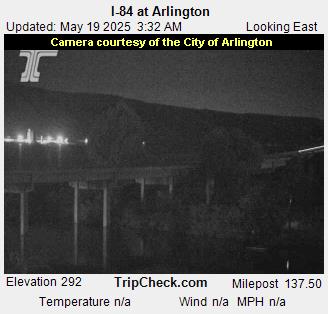 I-84 at Arlington
Updated: May 19 2025 3:32 AM Looking East
Camera courtesy of the City of Arlington
Elevation 292 TripCheck.com Milepost 137.50
Temperature n/a Wind n/a MPH n/a